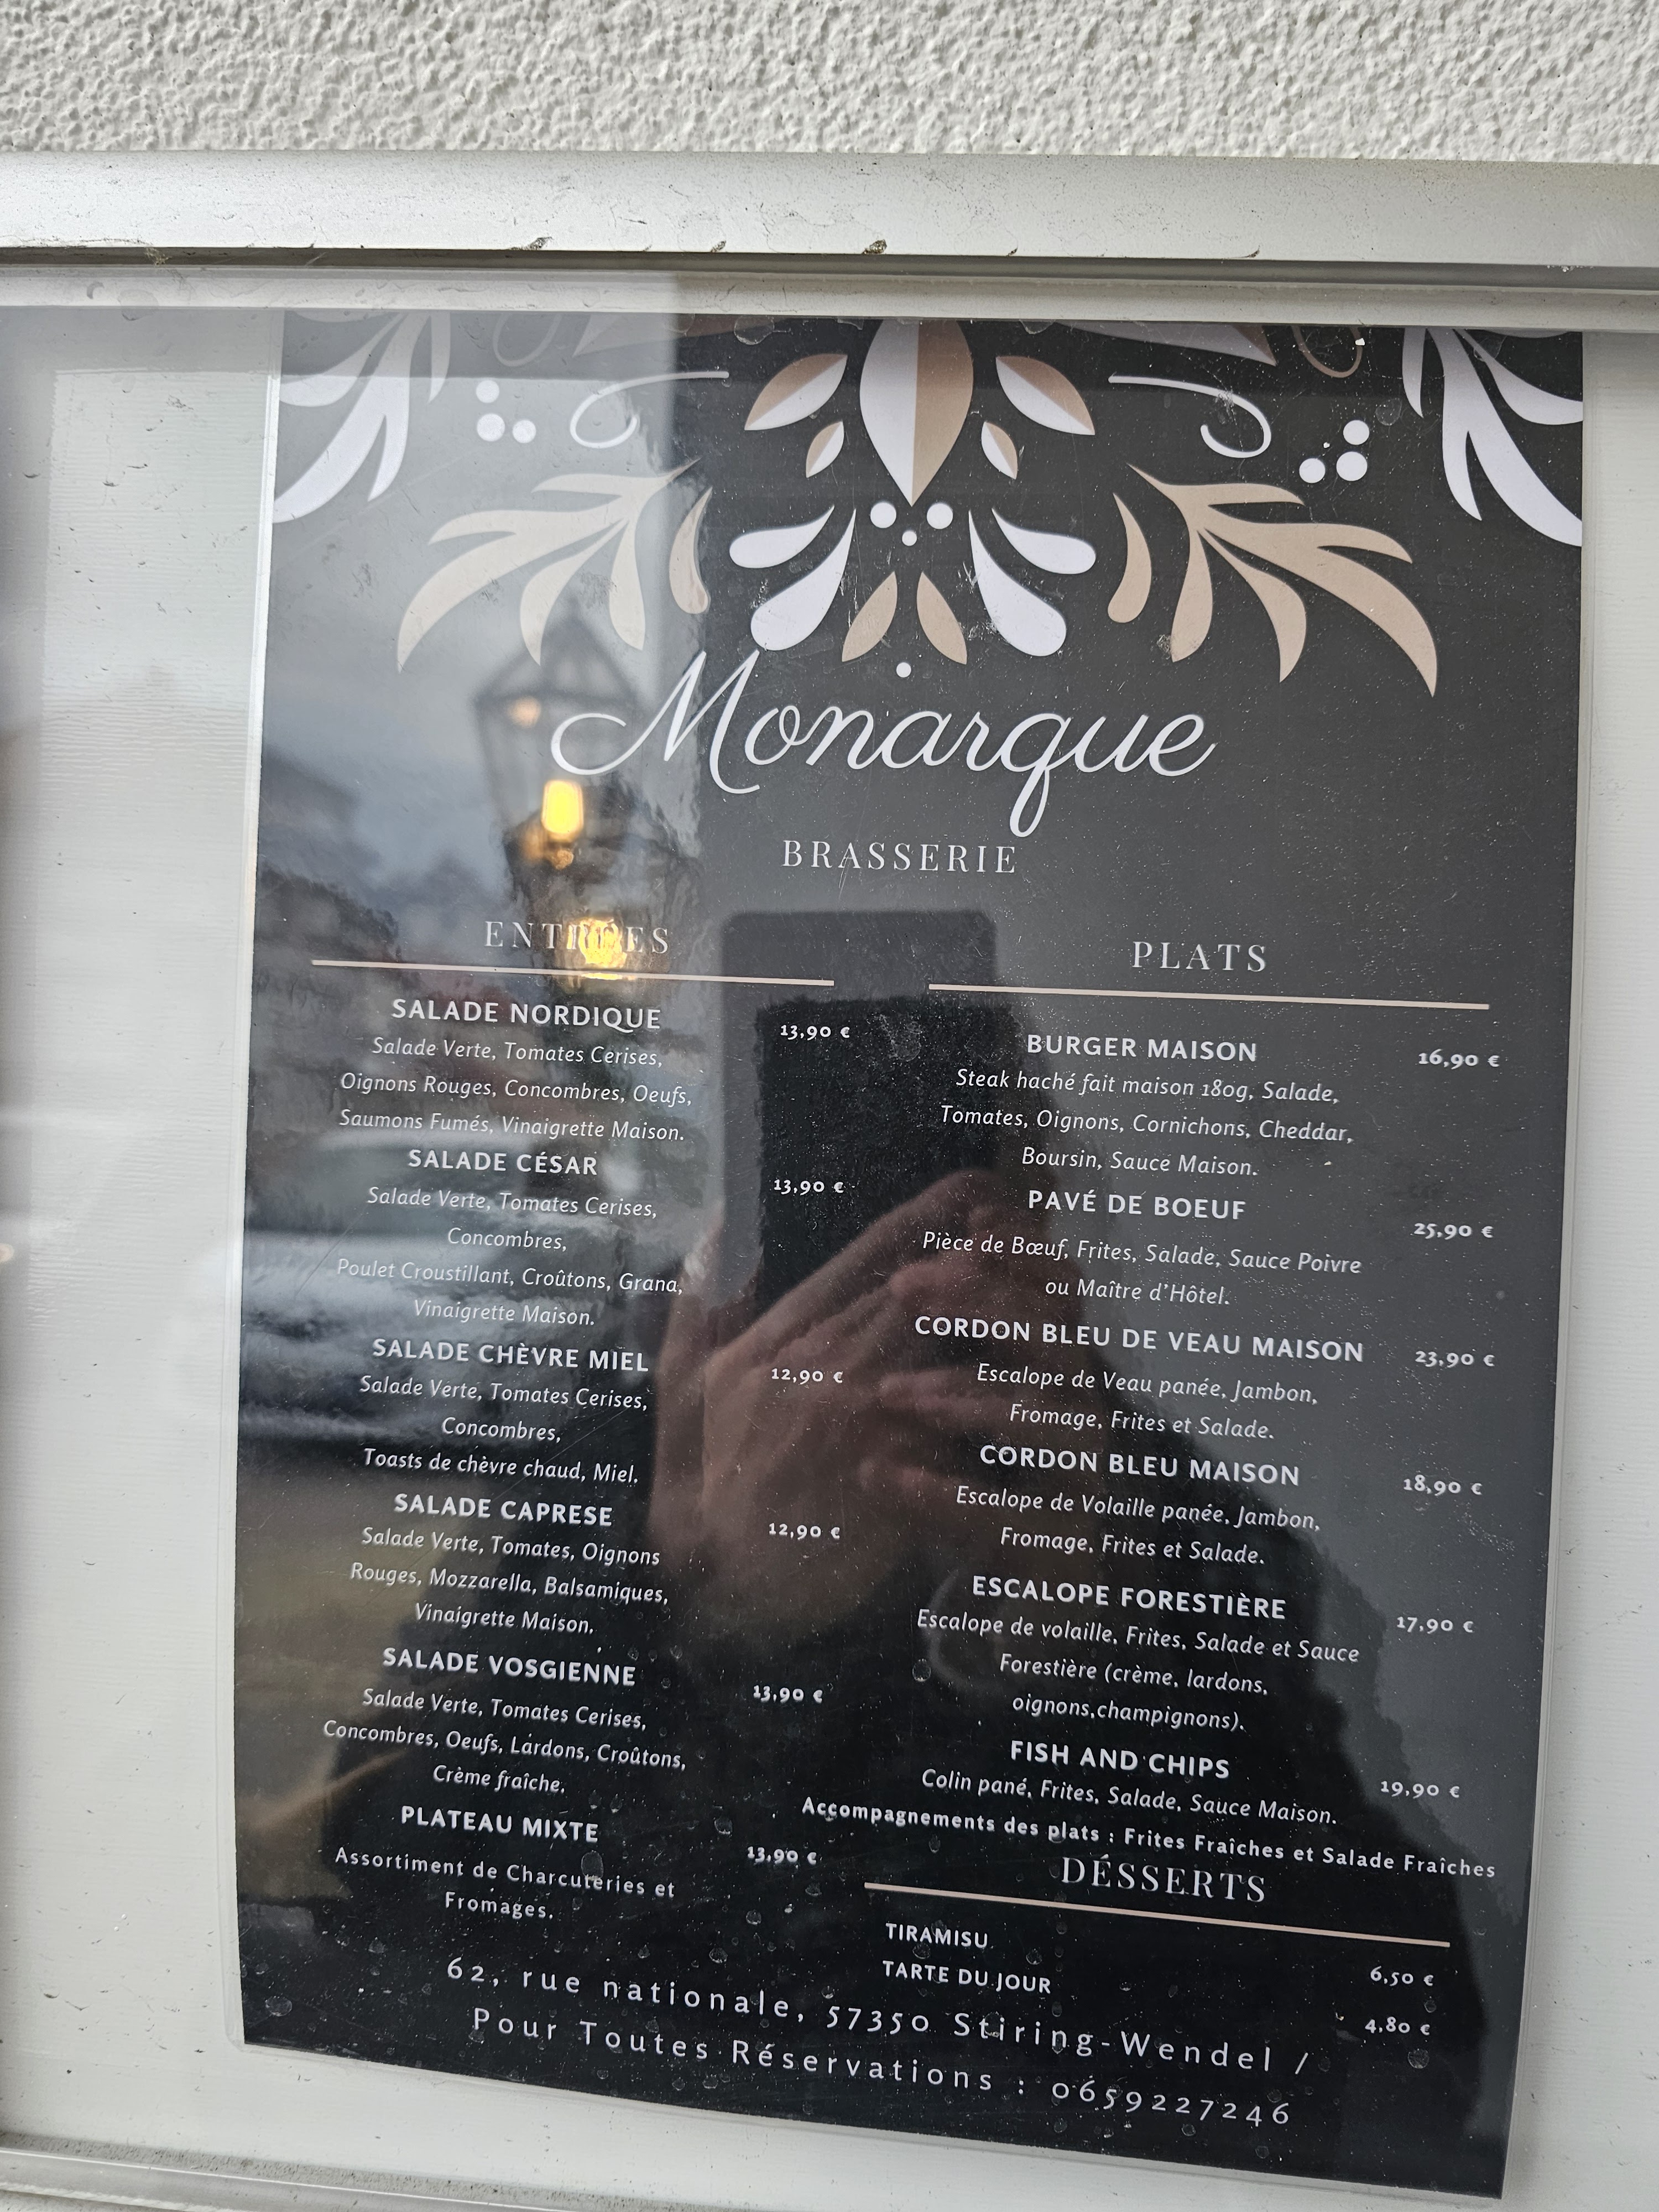 Monarque
BRASSERIE
ENTRÉES
SALADE NORDIQUE
13,90 €
Salade Verte, Tomates Cerises,
Oignons Rouges, Concombres, Oeufs,
Saumons Fumés, Vinaigrette Maison.
SALADE CÉSAR
13,90 €
Salade Verte, Tomates Cerises,
Concombres,
Poulet Croustillant, Croûtons, Grana,
Vinaigrette Maison.
SALADE CHÈVRE MIEL
12,90 €
Salade Verte, Tomates Cerises,
Concombres,
Toasts de chèvre chaud, Miel.
SALADE CAPRESE
12,90 €
Salade Verte, Tomates, Oignons
Rouges, Mozzarella, Balsamiques,
Vinaigrette Maison.
SALADE VOSGIENNE
13,90 €
Salade Verte, Tomates Cerises,
Concombres, Oeufs, Lardons, Croûtons,
Crème fraîche.
PLATEAU MIXTE
13,90 €
Assortiment de Charcuteries et
Fromages.
PLATS
BURGER MAISON
16,90 €
Steak haché fait maison 180g, Salade,
Tomates, Oignons, Cornichons, Cheddar,
Boursin, Sauce Maison.
PAVÉ DE BOEUF
25,90 €
Pièce de Bœuf, Frites, Salade, Sauce Poivre
ou Maître d'Hôtel.
CORDON BLEU DE VEAU MAISON
23,90 €
Escalope de Veau panée, Jambon,
Fromage, Frites et Salade.
CORDON BLEU MAISON
18,90 €
Escalope de Volaille panée, Jambon,
Fromage, Frites et Salade.
ESCALOPE FORESTIÈRE
17,90 €
Escalope de volaille, Frites, Salade et Sauce
Forestière (crème, lardons,
oignons,champignons).
FISH AND CHIPS
19,90 €
Colin pané, Frites, Salade, Sauce Maison.
Accompagnements des plats : Frites Fraîches et Salade Fraîches
DÉSSERTS
TIRAMISU
6,50 €
TARTE DU JOUR
4,80 €
62, rue nationale, 57350 Stiring-Wendel /
Pour Toutes Réservations : 0659227246